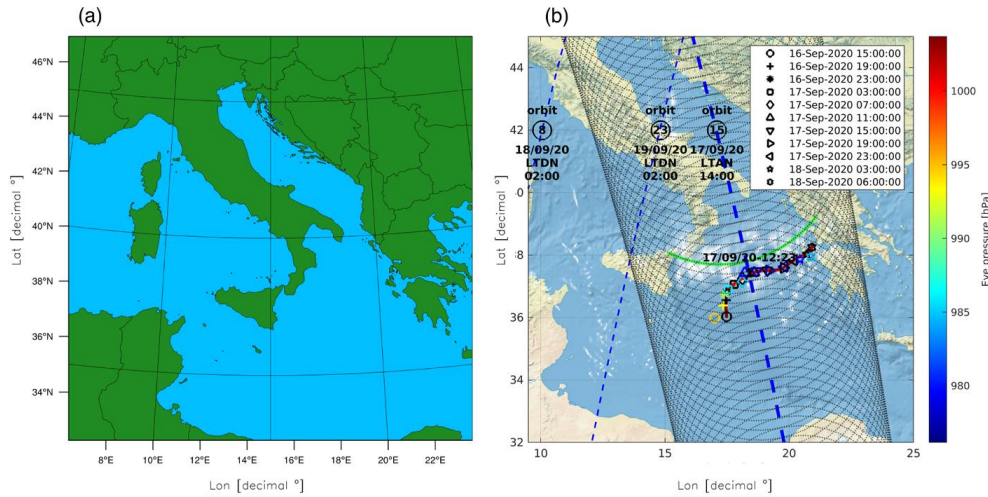 (a)
46°N
44°N
42°N
40°N
38°N
36°N
34°N
8°E
10°E
12°E
14°E
16°E
18°E
20°E
22°E
Lat [decimal °]
Lon [decimal °]
(b)
44
42
0
8
36
34
32
10
15
20
25
Lat [decimal °]
Lon [decimal °]
orbit
8
18/09/20
LTDN
02:00
orbit
23
19/09/20
LTDN
02:00
orbit
15
17/09/20
LTAN
14:00
17/09/20-12:23
16-Sep-2020 15:00:00
16-Sep-2020 19:00:00
16-Sep-2020 23:00:00
17-Sep-2020 03:00:00
17-Sep-2020 07:00:00
17-Sep-2020 11:00:00
17-Sep-2020 15:00:00
17-Sep-2020 19:00:00
17-Sep-2020 23:00:00
18-Sep-2020 03:00:00
18-Sep-2020 06:00:00
1000
995
990
985
980
Eye pressure [hPa]